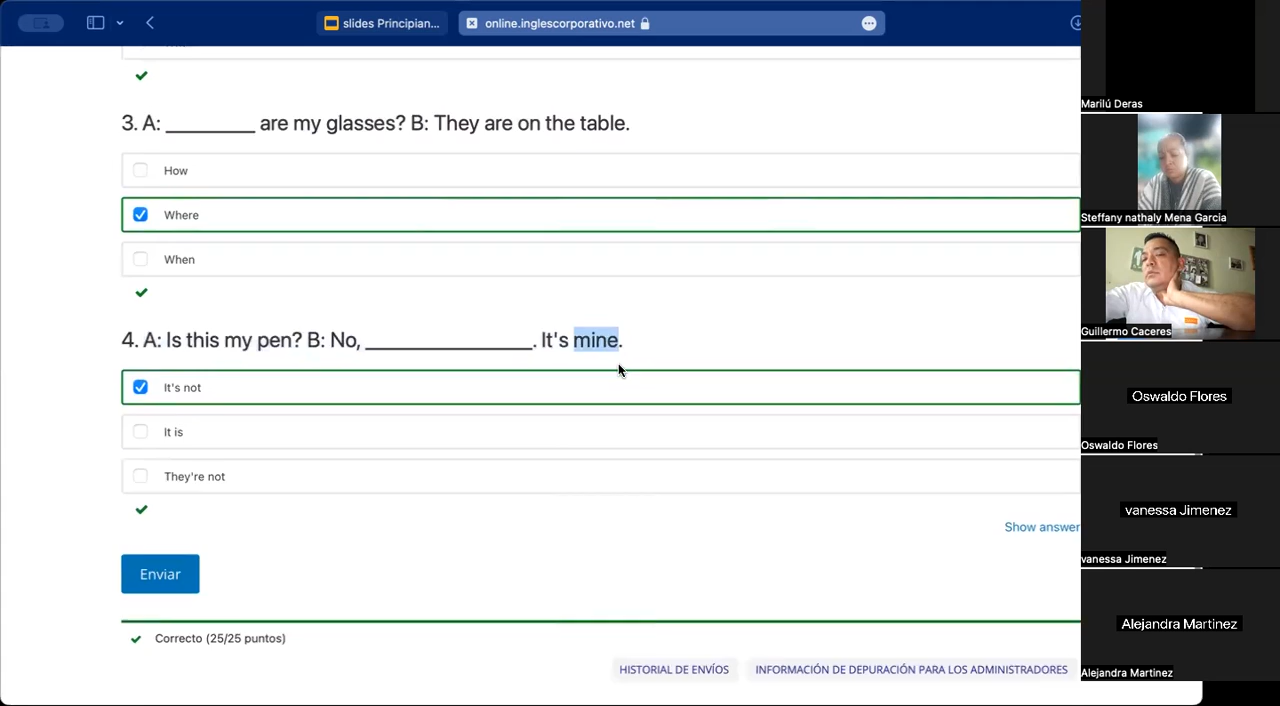 slides Principian...
online.inglescorporativo.net
3. A: __________ are my glasses? B: They are on the table.
How
Where
When
4. A: Is this my pen? B: No, ___________________. It's mine.
It's not
It is
They're not
Show answer
Enviar
Correcto (25/25 puntos)
HISTORIAL DE ENVÍOS
INFORMACIÓN DE DEPURACIÓN PARA LOS ADMINISTRADORES
Marilú Deras
Steffany nathaly Mena Garcia
Guillermo Caceres
Oswaldo Flores
Oswaldo Flores
vanessa Jimenez
vanessa Jimenez
Alejandra Martinez
Alejandra Martinez